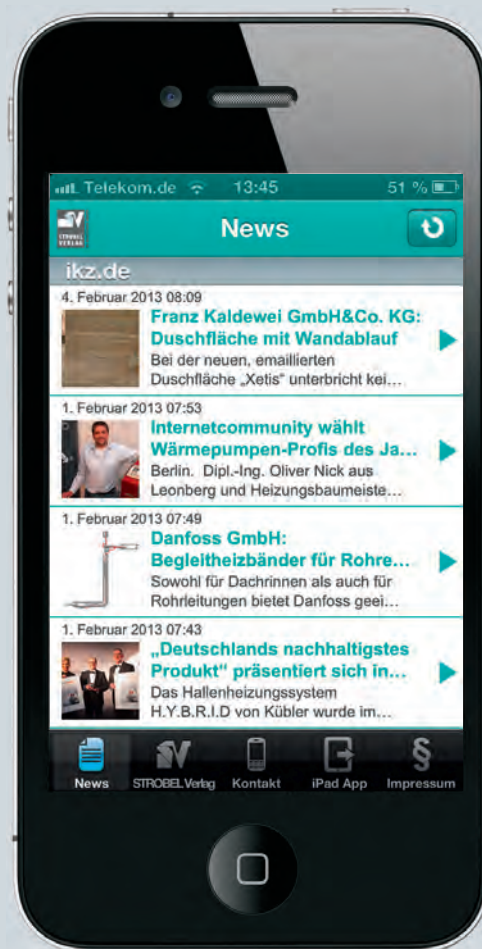 Telekom.de 13:45 51 %
STROBEL
VERLAG
News
ikz.de
4. Februar 2013 08:09
Franz Kaldewei GmbH&Co. KG:
Duschfläche mit Wandablauf
Bei der neuen, emaillierten
Duschfläche „Xetis“ unterbricht kei…
1. Februar 2013 07:53
Internetcommunity wählt
Wärmepumpen-Profis des Ja…
Berlin. Dipl.-Ing. Oliver Nick aus
Leonberg und Heizungsbaumeiste…
1. Februar 2013 07:49
Danfoss GmbH:
Begleitheizbänder für Rohre…
Sowohl für Dachrinnen als auch für
Rohrleitungen bietet Danfoss geei…
1. Februar 2013 07:43
„Deutschlands nachhaltigstes
Produkt“ präsentiert sich in…
Das Hallenheizungssystem
H.Y.B.R.I.D von Kübler wurde im…
§
News STROBEL Verlag Kontakt iPad App Impressum